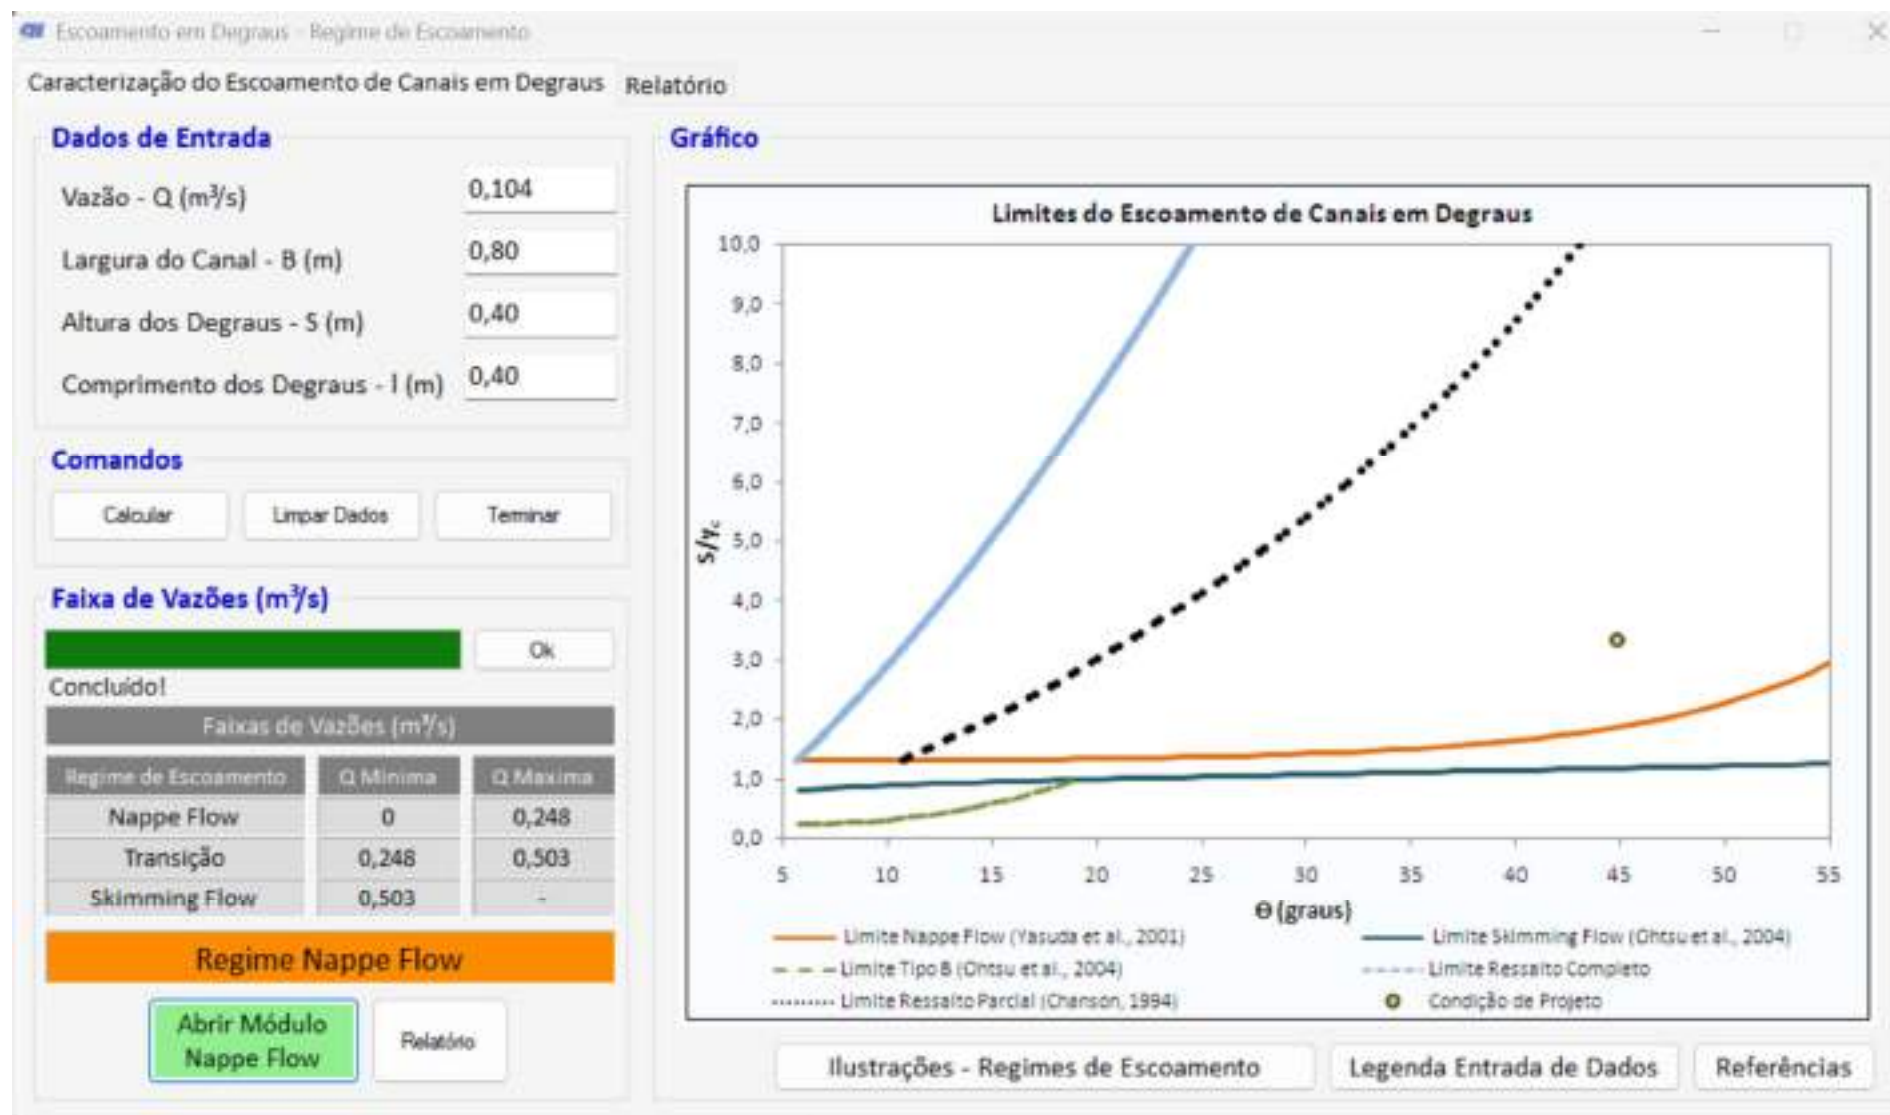 Escoamento em Degraus - Regime de Escoamento
Caracterização do Escoamento de Canais em Degraus
Relatório
Dados de Entrada
Vazão - Q (m³/s) 0,104
Largura do Canal - B (m) 0,80
Altura dos Degraus - S (m) 0,40
Comprimento dos Degraus - l (m) 0,40
Comandos
Calcular Limpar Dados Terminar
Faixa de Vazões (m³/s)
Ok
Concluído!
Faixas de Vazões (m³/s)
Regime de Escoamento Q Minima Q Maxima
Nappe Flow 0 0,248
Transição 0,248 0,503
Skimming Flow 0,503 -
Regime Nappe Flow
Abrir Módulo
Nappe Flow
Relatório
Gráfico
Limites do Escoamento de Canais em Degraus
10,0
9,0
8,0
7,0
6,0
5,0
4,0
3,0
2,0
1,0
0,0
S/yc
5 10 15 20 25 30 35 40 45 50 55
Θ (graus)
Limite Nappe Flow (Yasuda et al., 2001)
Limite Skimming Flow (Ohtsu et al., 2004)
Limite Tipo B (Ohtsu et al., 2004)
Limite Ressalto Completo
Limite Ressalto Parcial (Chanson, 1994)
Condição de Projeto
Ilustrações - Regimes de Escoamento
Legenda Entrada de Dados
Referências